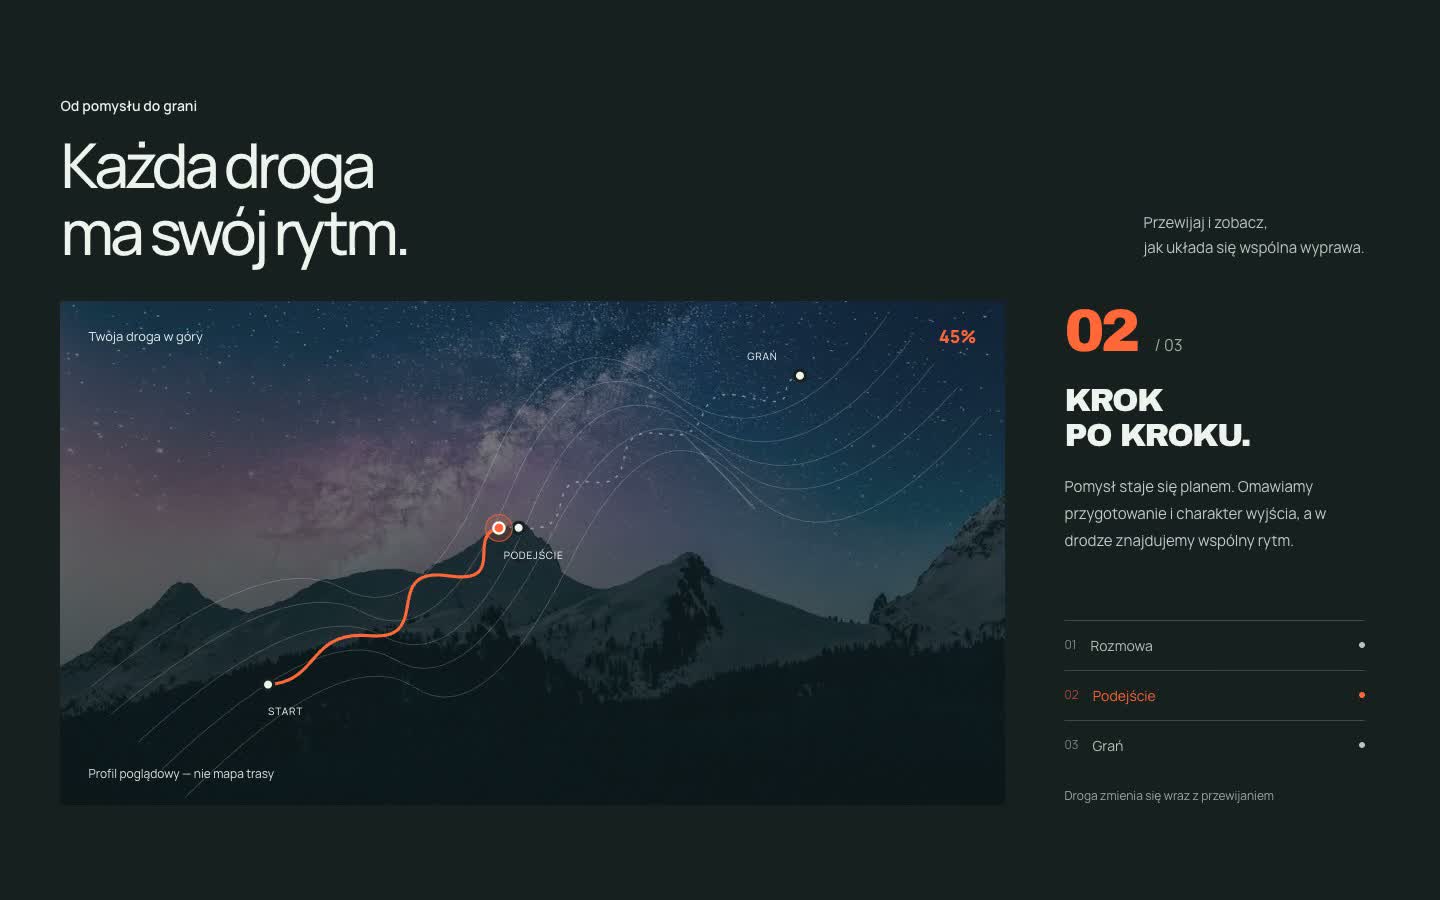 Od pomysłu do grani
Każda droga
ma swój rytm.
Przewijaj i zobacz,
jak układa się wspólna wyprawa.
Twoja droga w góry
45%
GRAŃ
PODEJŚCIE
START
Profil poglądowy — nie mapa trasy
02 / 03
KROK
PO KROKU.
Pomysł staje się planem. Omawiamy
przygotowanie i charakter wyjścia, a w
drodze znajdujemy wspólny rytm.
01 Rozmowa
02 Podejście
03 Grań
Droga zmienia się wraz z przewijaniem